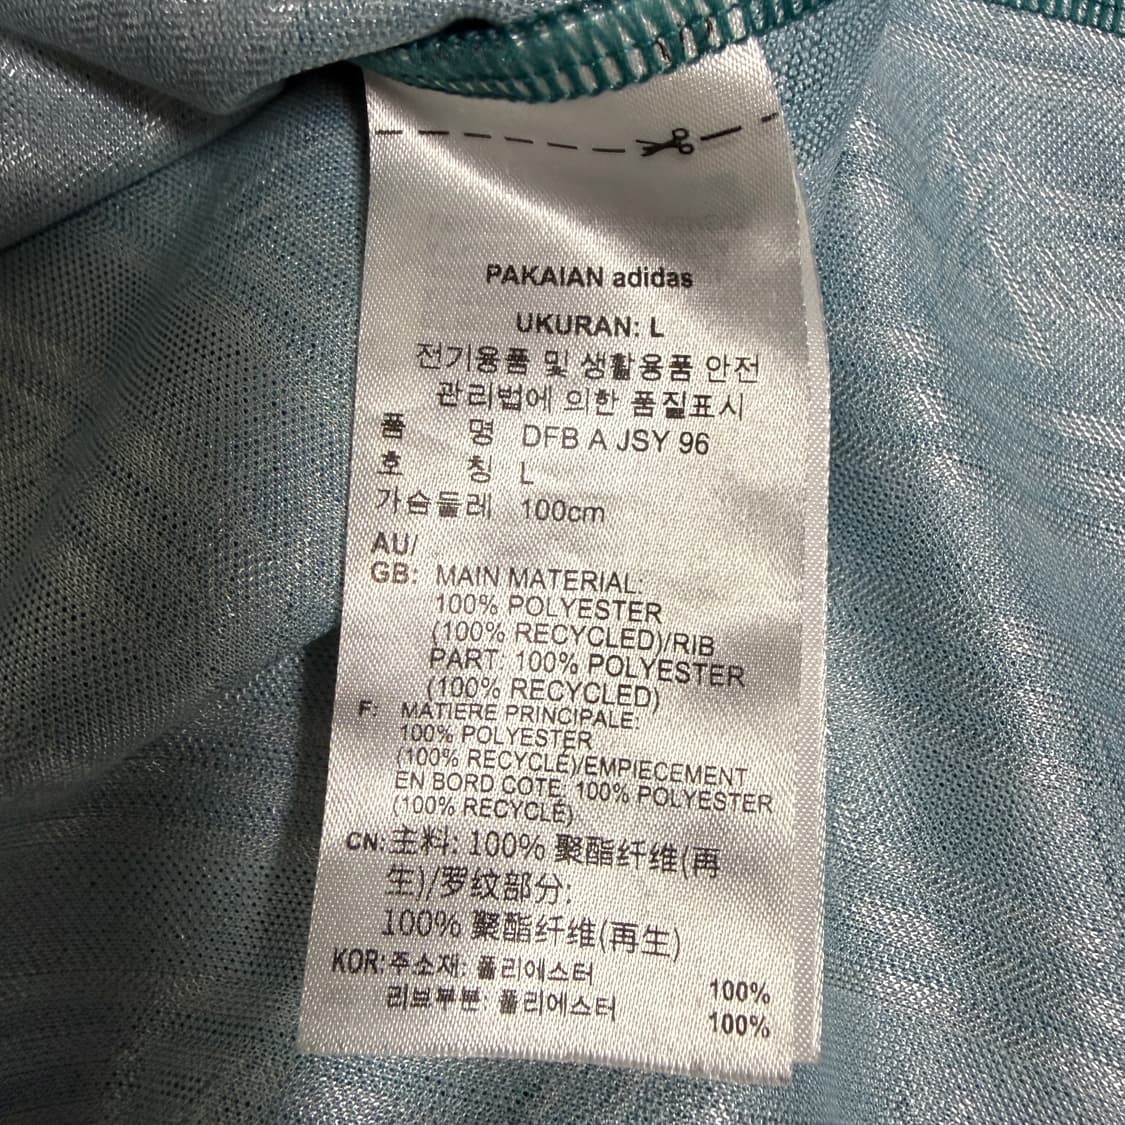 PAKAIAN adidas
UKURAN: L
전기용품 및 생활용품 안전
관리법에 의한 품질표시
품 명 DFB A JSY 96
호 칭 L
가슴둘레 100cm
AU/
GB: MAIN MATERIAL:
100% POLYESTER
(100% RECYCLED)/RIB
PART: 100% POLYESTER
(100% RECYCLED)
F: MATIERE PRINCIPALE:
100% POLYESTER
(100% RECYCLÉ)/EMPIECEMENT
EN BORD COTE: 100% POLYESTER
(100% RECYCLÉ)
CN: 主料: 100% 聚酯纤维(再
生)/罗纹部分:
100% 聚酯纤维(再生)
KOR: 주소재: 폴리에스터 100%
리브부분: 폴리에스터 100%